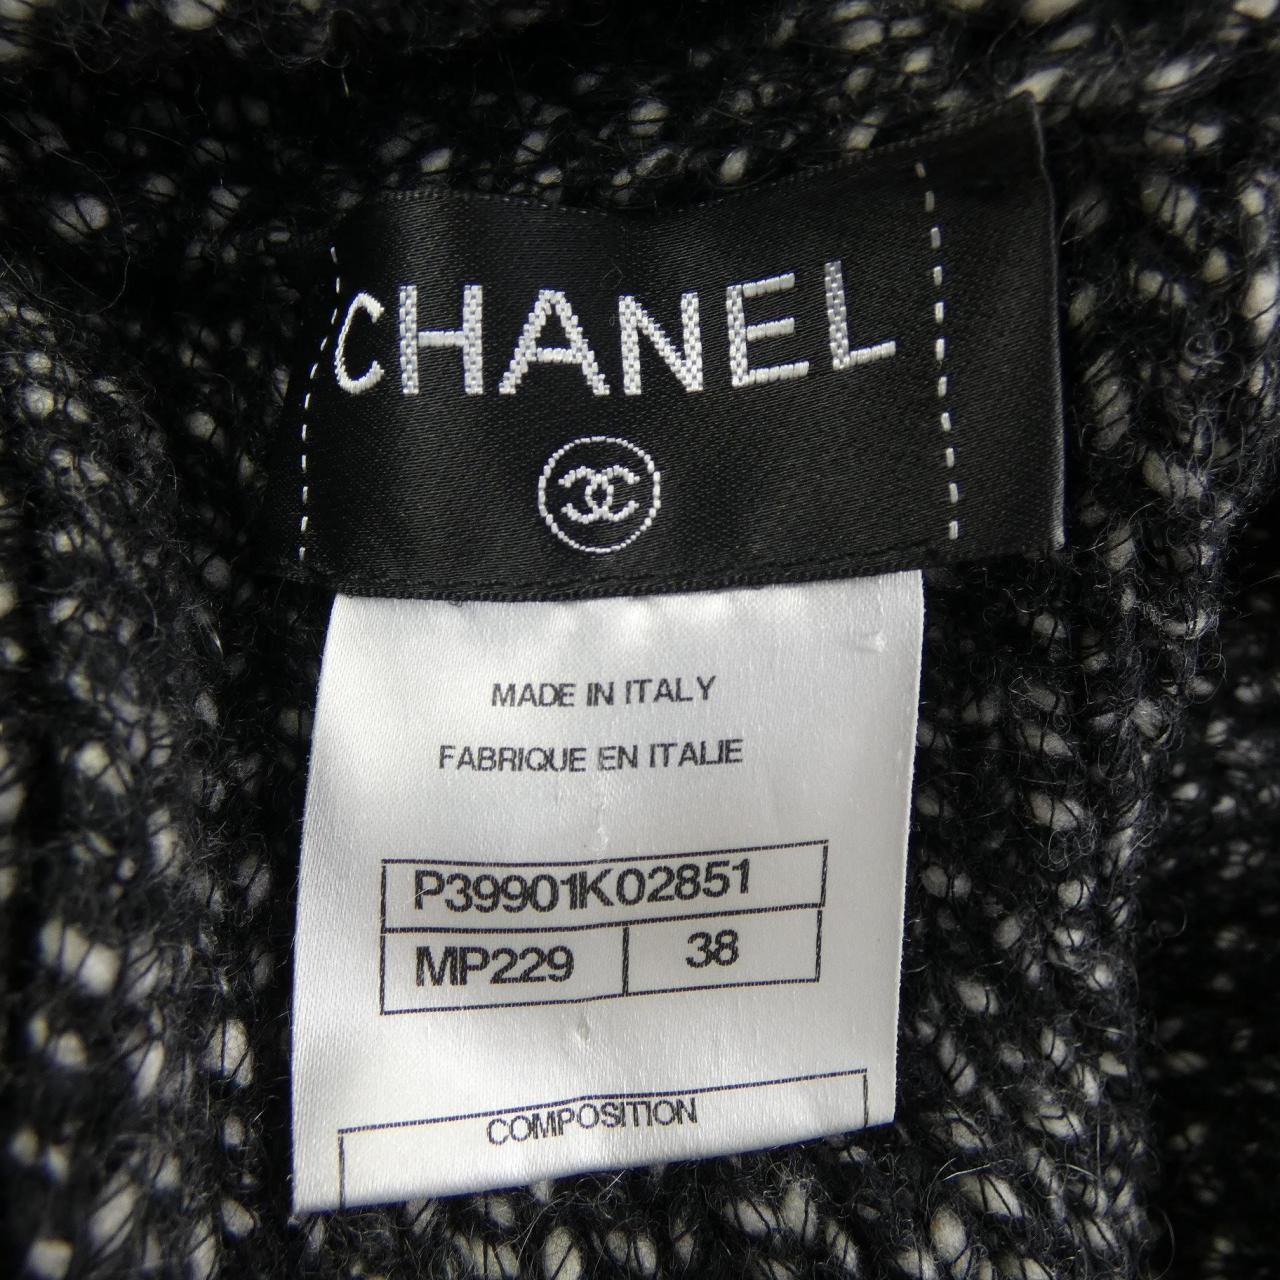 CHANEL
MADE IN ITALY
FABRIQUE EN ITALIE
P39901K02851
MP229 38
COMPOSITION